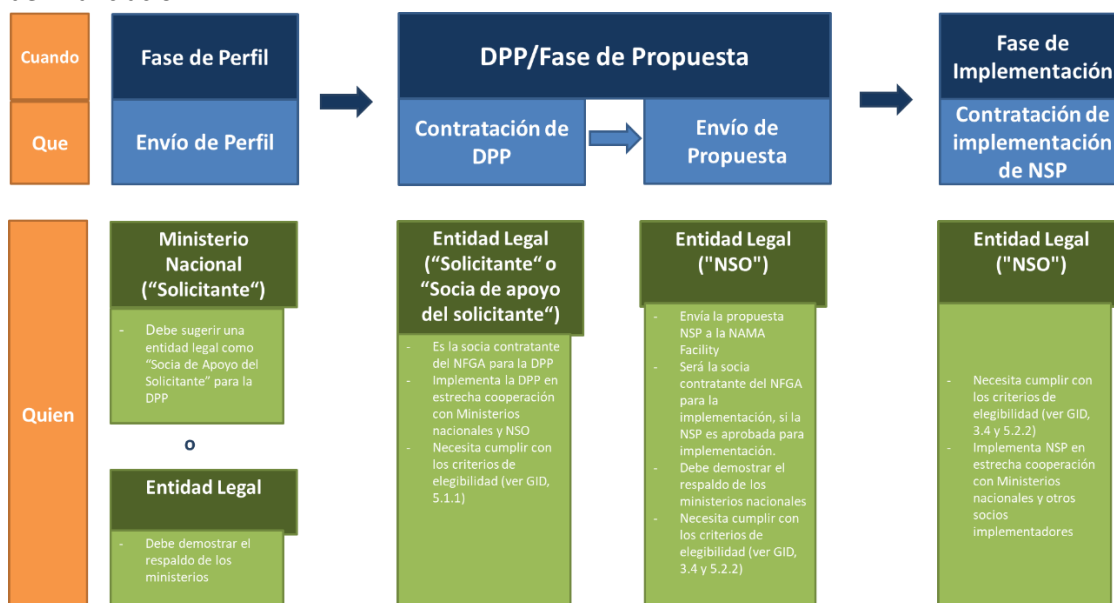 Cuando
Fase de Perfil
DPP/Fase de Propuesta
Fase de
Implementación
Que
Envío de Perfil
Contratación de
DPP
Envío de
Propuesta
Contratación de
implementación
de NSP
Quien
Ministerio
Nacional
(“Solicitante“)
- Debe sugerir una
entidad legal como
“Socia de Apoyo del
Solicitante” para la
DPP
o
Entidad Legal
- Debe demostrar el
respaldo de los
ministerios
Entidad Legal
(“Solicitante“ o
“Socia de apoyo
del solicitante“)
- Es la socia contratante
del NFGA para la DPP
- Implementa la DPP en
estrecha cooperación
con Ministerios
nacionales y NSO
- Necesita cumplir con
los criterios de
elegibilidad (ver GID,
5.1.1)
Entidad Legal
("NSO")
- Envía la propuesta
NSP a la NAMA
Facility
- Será la socia
contratante del NFGA
para la
implementación, si la
NSP es aprobada para
implementación.
- Debe demostrar el
respaldo de los
ministerios nacionales
- Necesita cumplir con
los criterios de
elegibilidad (ver GID,
3.4 y 5.2.2)
Entidad Legal
("NSO")
- Necesita cumplir con
los criterios de
elegibilidad (ver GID,
3.4 y 5.2.2)
- Implementa NSP en
estrecha cooperación
con Ministerios
nacionales y otros
socios
implementadores